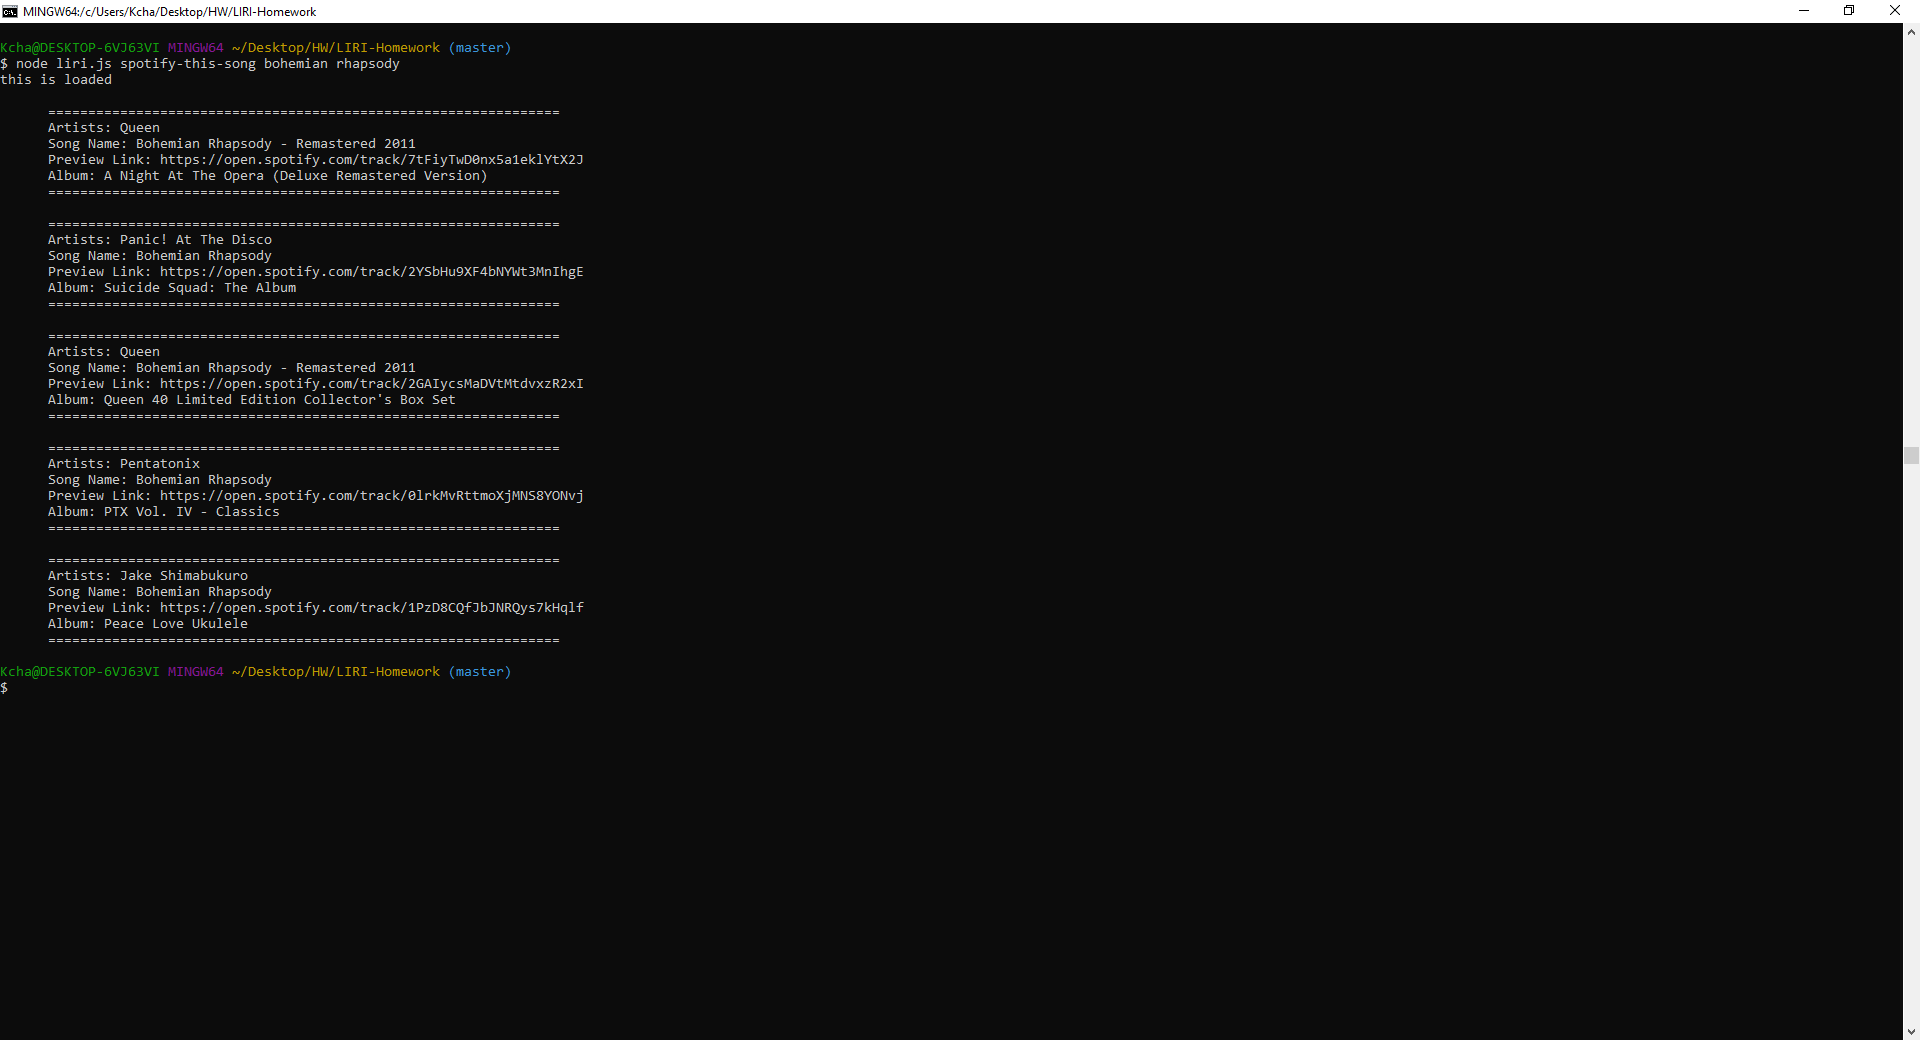 MINGW64:/c/Users/Kcha/Desktop/HW/LIRI-Homework
Kcha@DESKTOP-6VJ63VI MINGW64 ~/Desktop/HW/LIRI-Homework (master)
$ node liri.js spotify-this-song bohemian rhapsody
this is loaded
================================================================
Artists: Queen
Song Name: Bohemian Rhapsody - Remastered 2011
Preview Link: https://open.spotify.com/track/7tFiyTwD0nx5a1eklYtX2J
Album: A Night At The Opera (Deluxe Remastered Version)
================================================================
================================================================
Artists: Panic! At The Disco
Song Name: Bohemian Rhapsody
Preview Link: https://open.spotify.com/track/2YSbHu9XF4bNYWt3MnIhgE
Album: Suicide Squad: The Album
================================================================
================================================================
Artists: Queen
Song Name: Bohemian Rhapsody - Remastered 2011
Preview Link: https://open.spotify.com/track/2GAIycsMaDVtMtdvxzR2xI
Album: Queen 40 Limited Edition Collector's Box Set
================================================================
================================================================
Artists: Pentatonix
Song Name: Bohemian Rhapsody
Preview Link: https://open.spotify.com/track/0lrkMvRttmoXjMNS8YONvj
Album: PTX Vol. IV - Classics
================================================================
================================================================
Artists: Jake Shimabukuro
Song Name: Bohemian Rhapsody
Preview Link: https://open.spotify.com/track/1PzD8CQfJbJNRQys7kHqlf
Album: Peace Love Ukulele
================================================================
Kcha@DESKTOP-6VJ63VI MINGW64 ~/Desktop/HW/LIRI-Homework (master)
$